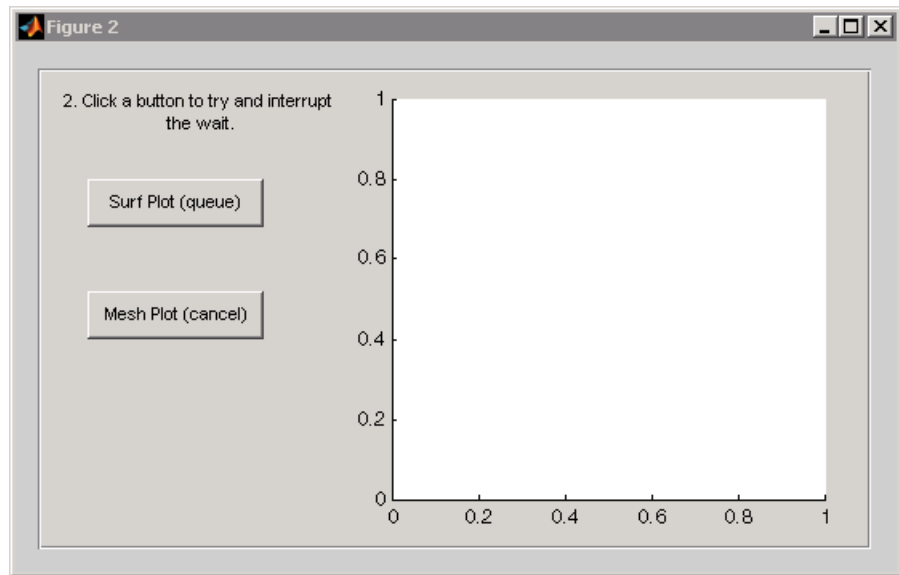 Figure 2
2. Click a button to try and interrupt
the wait.
Surf Plot (queue)
Mesh Plot (cancel)
1
0.8
0.6
0.4
0.2
0
0 0.2 0.4 0.6 0.8 1